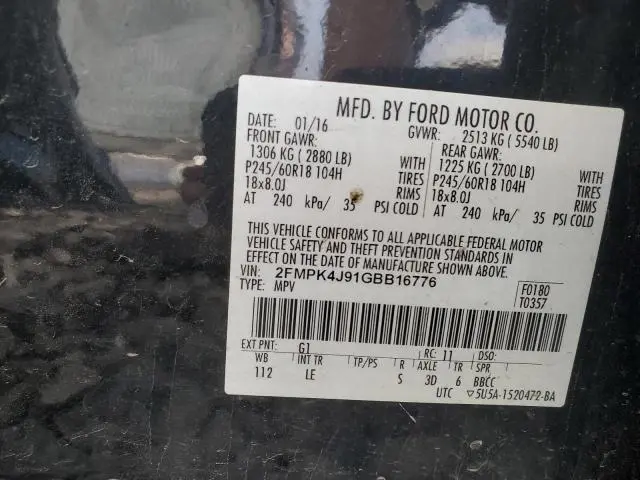 MFD. BY FORD MOTOR CO.
DATE: 01/16 GVWR: 2513 KG ( 5540 LB)
FRONT GAWR: REAR GAWR:
1306 KG ( 2880 LB) WITH 1225 KG ( 2700 LB) WITH
P245/60R18 104H TIRES P245/60R18 104H TIRES
18x8.0J RIMS 18x8.0J RIMS
AT 240 kPa/ 35 PSI COLD AT 240 kPa/ 35 PSI COLD
THIS VEHICLE CONFORMS TO ALL APPLICABLE FEDERAL MOTOR
VEHICLE SAFETY AND THEFT PREVENTION STANDARDS IN
EFFECT ON THE DATE OF MANUFACTURE SHOWN ABOVE.
VIN: 2FMPK4J91GBB16776
TYPE: MPV
F0180
T0357
EXT PNT: G1 RC: 11 DSO:
WB INT TR TP/PS R AXLE TR SPR
112 LE S 3D 6 BBCC
UTC ▽5U5A-1520472-BA